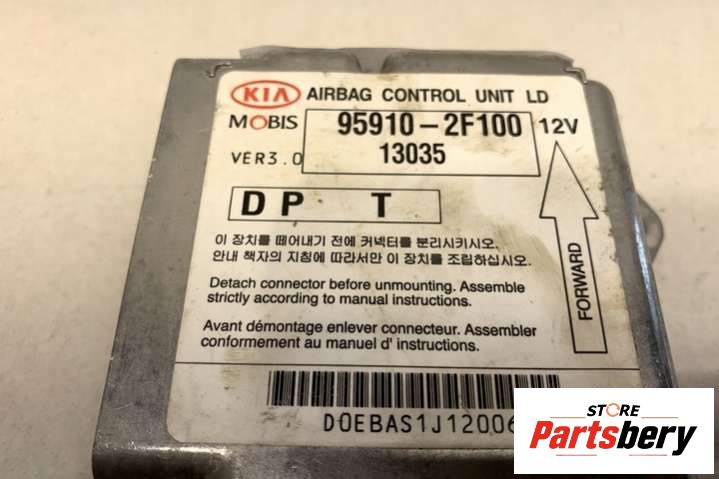 KIA AIRBAG CONTROL UNIT LD
MOBIS 95910-2F100 12V
VER3.0 13035
DP T
이 장치를 떼어내기 전에 커넥터를 분리시키시오.
안내 책자의 지침에 따라서만 이 장치를 조립하십시오.
Detach connector before unmounting. Assemble
strictly according to manual instructions.
Avant démontage enlever connecteur. Assembler
conformement au manuel d' instructions.
FORWARD
STORE
Partsbery